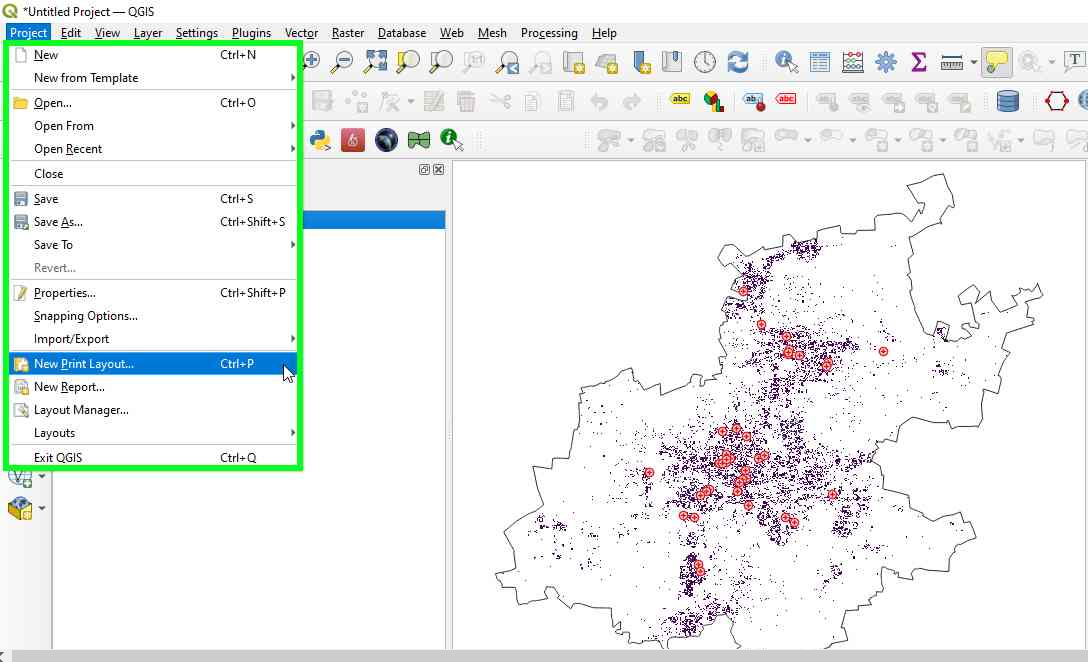 *Untitled Project — QGIS
Project Edit View Layer Settings Plugins Vector Raster Database Web Mesh Processing Help
New Ctrl+N
New from Template
Open... Ctrl+O
Open From
Open Recent
Close
Save Ctrl+S
Save As... Ctrl+Shift+S
Save To
Revert...
Properties... Ctrl+Shift+P
Snapping Options...
Import/Export
New Print Layout... Ctrl+P
New Report...
Layout Manager...
Layouts
Exit QGIS Ctrl+Q
1:1
T
abc
ab
abc